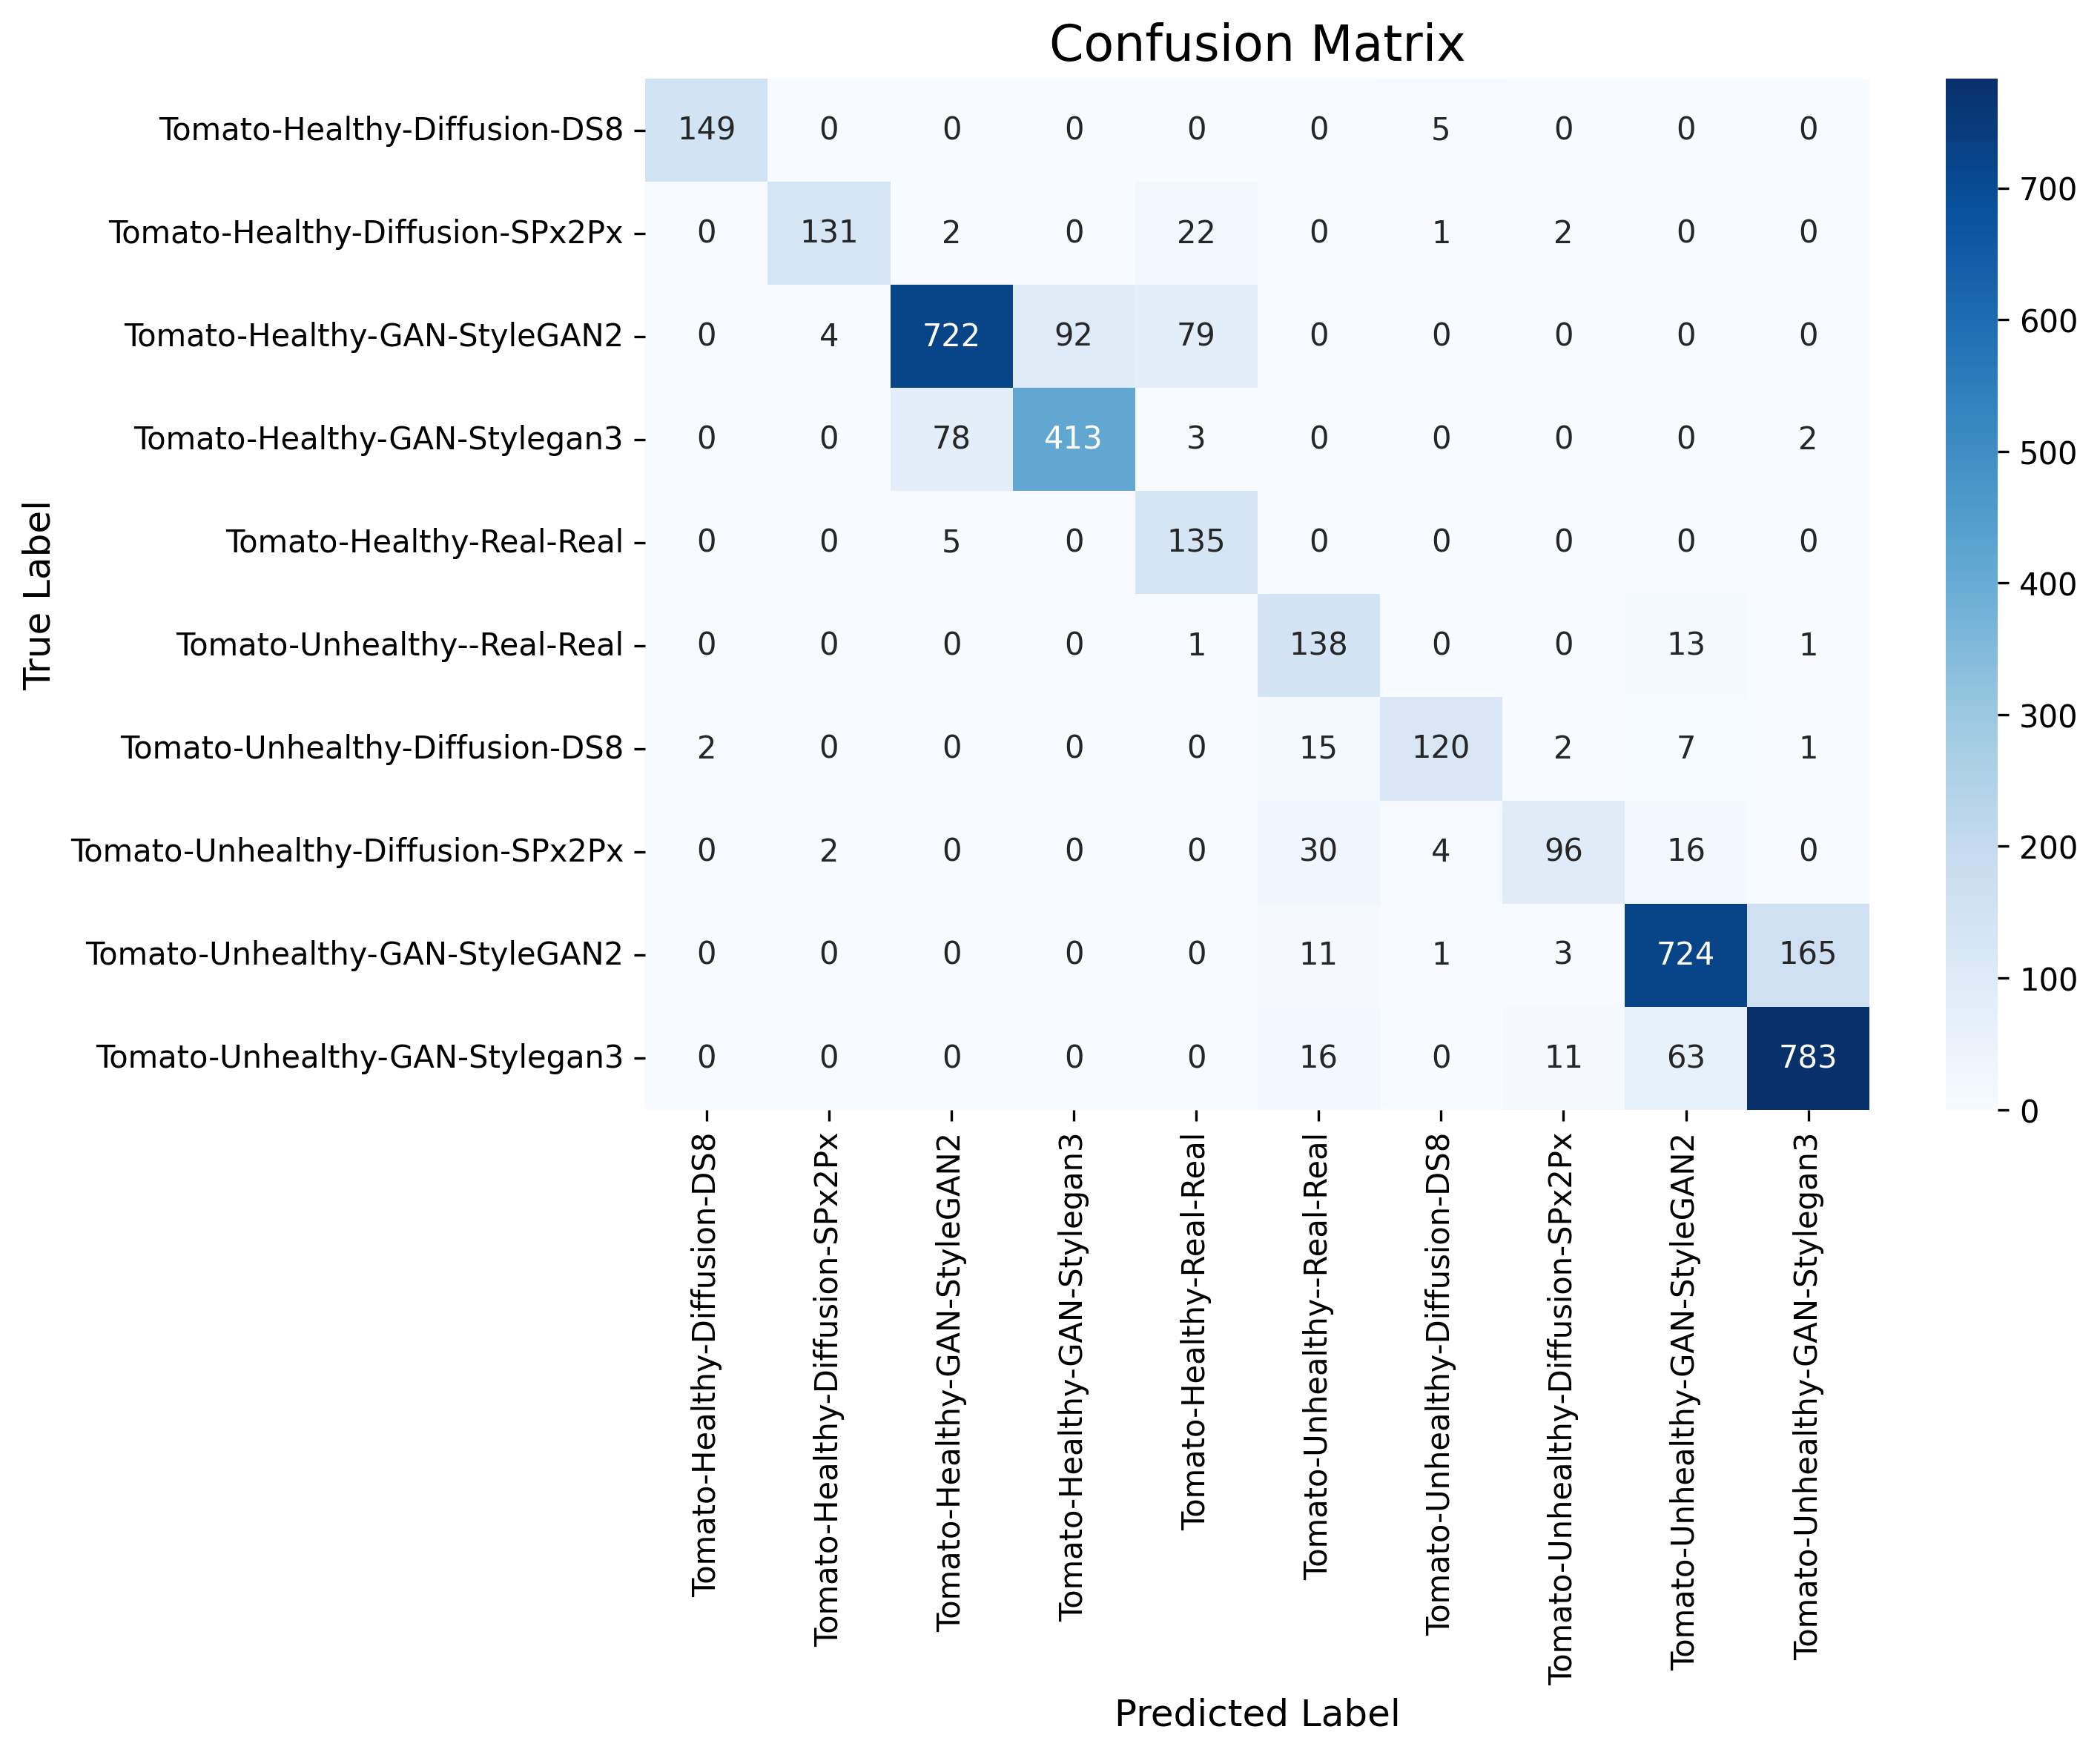 Confusion Matrix
Tomato-Healthy-Diffusion-DS8 149 0 0 0 0 0 5 0 0 0
Tomato-Healthy-Diffusion-SPx2Px 0 131 2 0 22 0 1 2 0 0
Tomato-Healthy-GAN-StyleGAN2 0 4 722 92 79 0 0 0 0 0
Tomato-Healthy-GAN-Stylegan3 0 0 78 413 3 0 0 0 0 2
Tomato-Healthy-Real-Real 0 0 5 0 135 0 0 0 0 0
Tomato-Unhealthy--Real-Real 0 0 0 0 1 138 0 0 13 1
Tomato-Unhealthy-Diffusion-DS8 2 0 0 0 0 15 120 2 7 1
Tomato-Unhealthy-Diffusion-SPx2Px 0 2 0 0 0 30 4 96 16 0
Tomato-Unhealthy-GAN-StyleGAN2 0 0 0 0 0 11 1 3 724 165
Tomato-Unhealthy-GAN-Stylegan3 0 0 0 0 0 16 0 11 63 783
True Label
Tomato-Healthy-Diffusion-DS8
Tomato-Healthy-Diffusion-SPx2Px
Tomato-Healthy-GAN-StyleGAN2
Tomato-Healthy-GAN-Stylegan3
Tomato-Healthy-Real-Real
Tomato-Unhealthy--Real-Real
Tomato-Unhealthy-Diffusion-DS8
Tomato-Unhealthy-Diffusion-SPx2Px
Tomato-Unhealthy-GAN-StyleGAN2
Tomato-Unhealthy-GAN-Stylegan3
Predicted Label
700
600
500
400
300
200
100
0